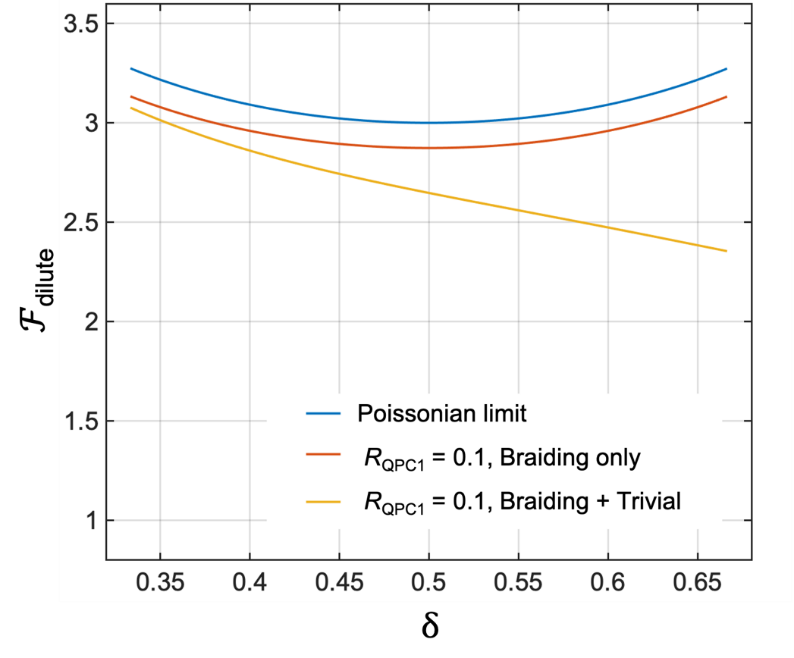 3.5
3
2.5
2
1.5
1
ℱdilute
Poissonian limit
RQPC1 = 0.1, Braiding only
RQPC1 = 0.1, Braiding + Trivial
0.35 0.4 0.45 0.5 0.55 0.6 0.65
δ